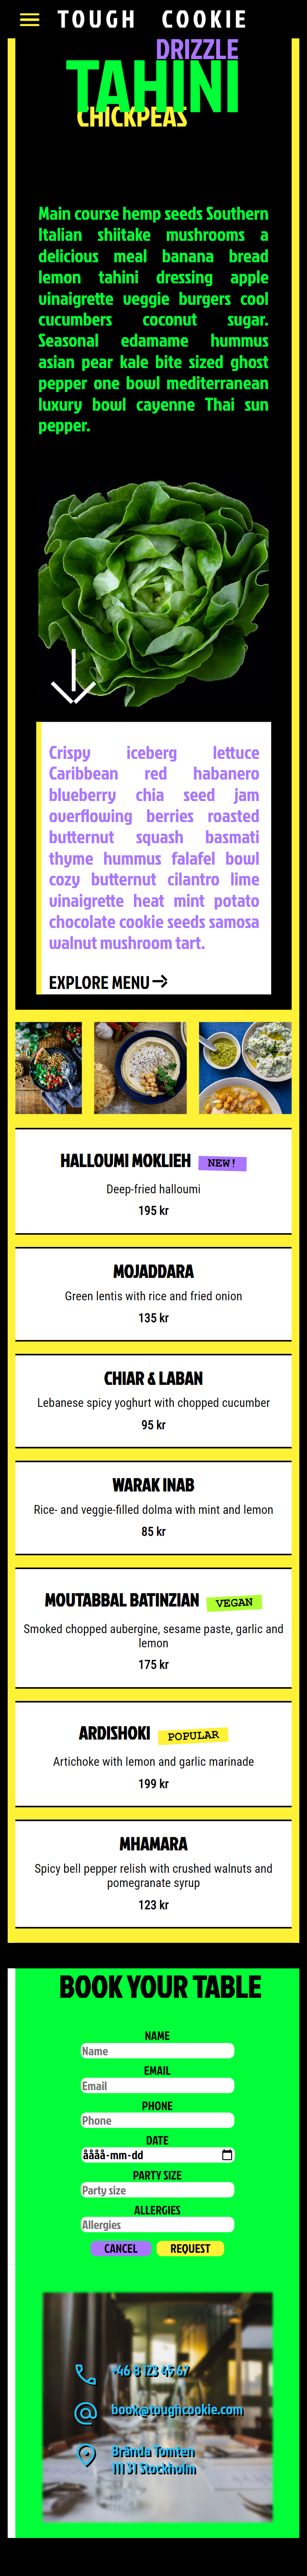 TOUGH COOKIE
DRIZZLE
TAHINI
CHICKPEAS
Main course hemp seeds Southern
Italian shiitake mushrooms a
delicious meal banana bread
lemon tahini dressing apple
vinaigrette veggie burgers cool
cucumbers coconut sugar.
Seasonal edamame hummus
asian pear kale bite sized ghost
pepper one bowl mediterranean
luxury bowl cayenne Thai sun
pepper.
Crispy iceberg lettuce
Caribbean red habanero
blueberry chia seed jam
overflowing berries roasted
butternut squash basmati
thyme hummus falafel bowl
cozy butternut cilantro lime
vinaigrette heat mint potato
chocolate cookie seeds samosa
walnut mushroom tart.
EXPLORE MENU
HALLOUMI MOKLIEH NEW!
Deep-fried halloumi
195 kr
MOJADDARA
Green lentis with rice and fried onion
135 kr
CHIAR & LABAN
Lebanese spicy yoghurt with chopped cucumber
95 kr
WARAK INAB
Rice- and veggie-filled dolma with mint and lemon
85 kr
MOUTABBAL BATINZIAN VEGAN
Smoked chopped aubergine, sesame paste, garlic and
lemon
175 kr
ARDISHOKI POPULAR
Artichoke with lemon and garlic marinade
199 kr
MHAMARA
Spicy bell pepper relish with crushed walnuts and
pomegranate syrup
123 kr
BOOK YOUR TABLE
NAME
Name
EMAIL
Email
PHONE
Phone
DATE
åååå-mm-dd
PARTY SIZE
Party size
ALLERGIES
Allergies
CANCEL REQUEST
+46 8 123 45 67
book@toughcookie.com
Brända Tomten
111 31 Stockholm